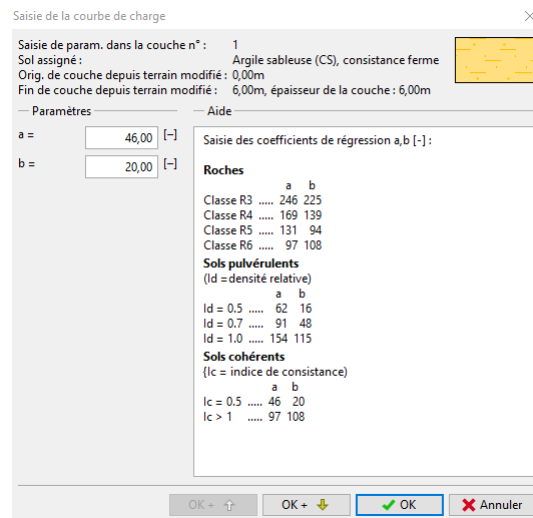 Saisie de la courbe de charge
Saisie de param. dans la couche n° : 1
Sol assigné : Argile sableuse (CS), consistance ferme
Orig. de couche depuis terrain modifié : 0,00m
Fin de couche depuis terrain modifié : 6,00m, épaisseur de la couche : 6,00m
Paramètres
a = 46,00 [–]
b = 20,00 [–]
Aide
Saisie des coefficients de régression a,b [-] :
Roches
a b
Classe R3 ..... 246 225
Classe R4 ..... 169 139
Classe R5 ..... 131 94
Classe R6 ..... 97 108
Sols pulvérulents
(Id =densité relative)
a b
Id = 0.5 ..... 62 16
Id = 0.7 ..... 91 48
Id = 1.0 ..... 154 115
Sols cohérents
{Ic = indice de consistance)
a b
Ic = 0.5 ..... 46 20
Ic > 1 ..... 97 108
OK + OK + OK Annuler